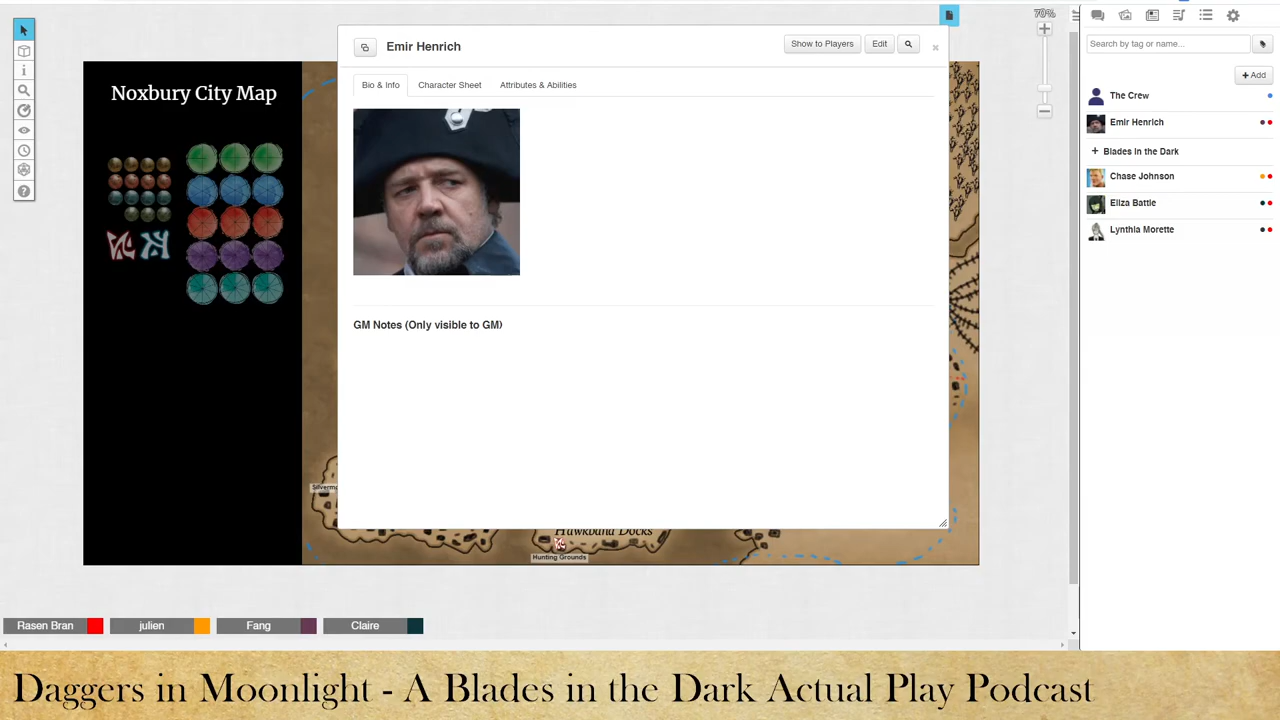 70%
Emir Henrich
Show to Players
Edit
Bio & Info
Character Sheet
Attributes & Abilities
GM Notes (Only visible to GM)
Noxbury City Map
Hawkbund Docks
Hunting Grounds
Search by tag or name...
+ Add
The Crew
Emir Henrich
+ Blades In the Dark
Chase Johnson
Eliza Battle
Lynthia Morette
Rasen Bran
julien
Fang
Claire
Daggers in Moonlight - A Blades in the Dark Actual Play Podcast